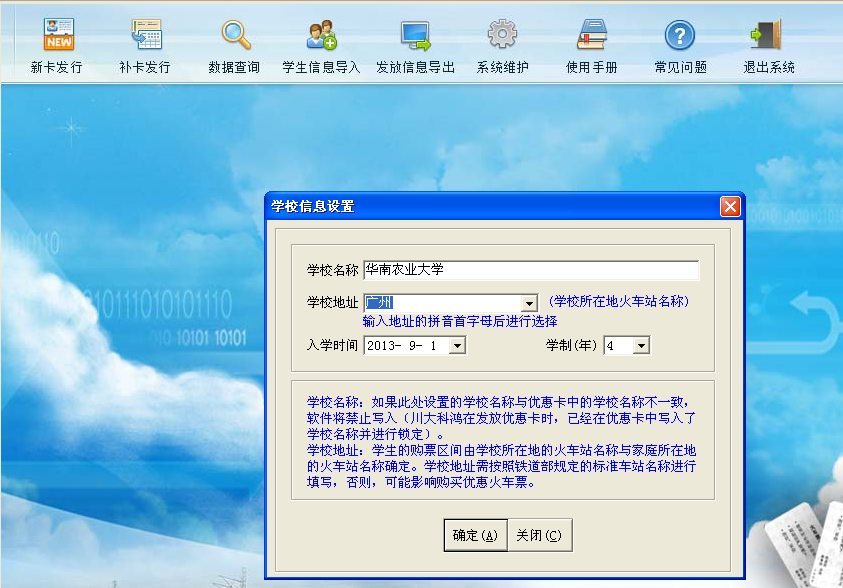 NEW
新卡发行 补卡发行 数据查询 学生信息导入 发放信息导出 系统维护 使用手册 常见问题 退出系统
学校信息设置
学校名称 华南农业大学
学校地址 广州 (学校所在地火车站名称)
输入地址的拼音首字母后进行选择
入学时间 2013- 9- 1 学制(年) 4
学校名称：如果此处设置的学校名称与优惠卡中的学校名称不一致，
软件将禁止写入（川大科鸿在发放优惠卡时，已经在优惠卡中写入了
学校名称并进行锁定）。
学校地址：学生的购票区间由学校所在地的火车站名称与家庭所在地
的火车站名称确定。学校地址需按照铁道部规定的标准车站名称进行
填写，否则，可能影响购买优惠火车票。
确定(A) 关闭(C)